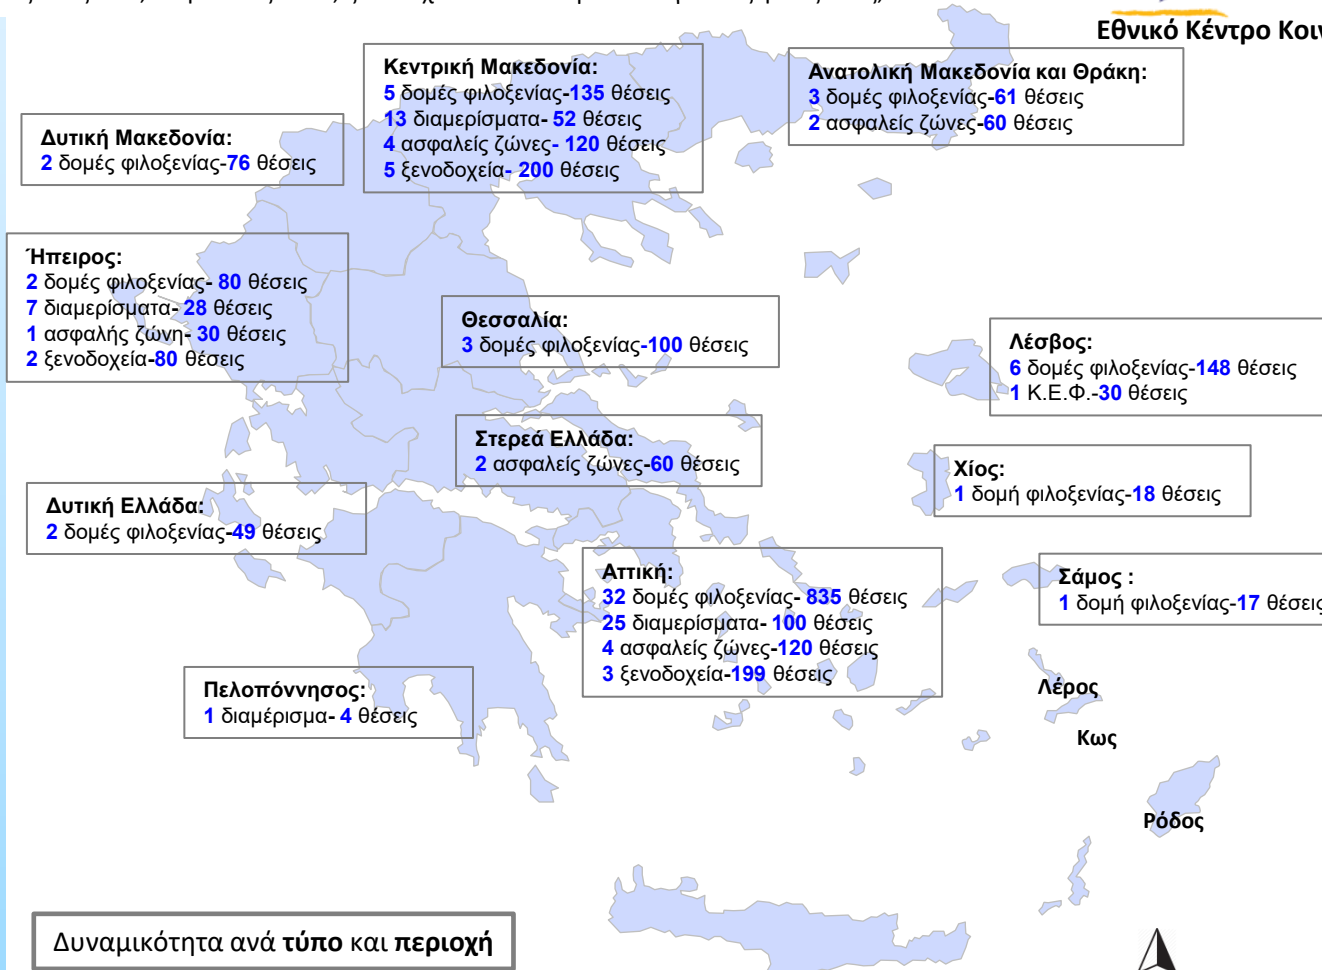 Εθνικό Κέντρο
Κεντρική Μακεδονία:
5 δομές φιλοξενίας-135 θέσεις
13 διαμερίσματα- 52 θέσεις
4 ασφαλείς ζώνες- 120 θέσεις
5 ξενοδοχεία- 200 θέσεις
Ανατολική Μακεδονία και Θράκη:
3 δομές φιλοξενίας-61 θέσεις
2 ασφαλείς ζώνες-60 θέσεις
Δυτική Μακεδονία:
2 δομές φιλοξενίας-76 θέσεις
Ήπειρος:
2 δομές φιλοξενίας- 80 θέσεις
7 διαμερίσματα- 28 θέσεις
1 ασφαλής ζώνη- 30 θέσεις
2 ξενοδοχεία-80 θέσεις
Θεσσαλία:
3 δομές φιλοξενίας-100 θέσεις
Λέσβος:
6 δομές φιλοξενίας-148 θέσεις
1 Κ.Ε.Φ.-30 θέσεις
Στερεά Ελλάδα:
2 ασφαλείς ζώνες-60 θέσεις
Χίος:
1 δομή φιλοξενίας-18 θέσεις
Δυτική Ελλάδα:
2 δομές φιλοξενίας-49 θέσεις
Αττική:
32 δομές φιλοξενίας- 835 θέσεις
25 διαμερίσματα- 100 θέσεις
4 ασφαλείς ζώνες-120 θέσεις
3 ξενοδοχεία-199 θέσεις
Σάμος :
1 δομή φιλοξενίας-17 θέσεις
Πελοπόννησος:
1 διαμέρισμα- 4 θέσεις
Λέρος
Κως
Ρόδος
Δυναμικότητα ανά τύπο και περιοχή